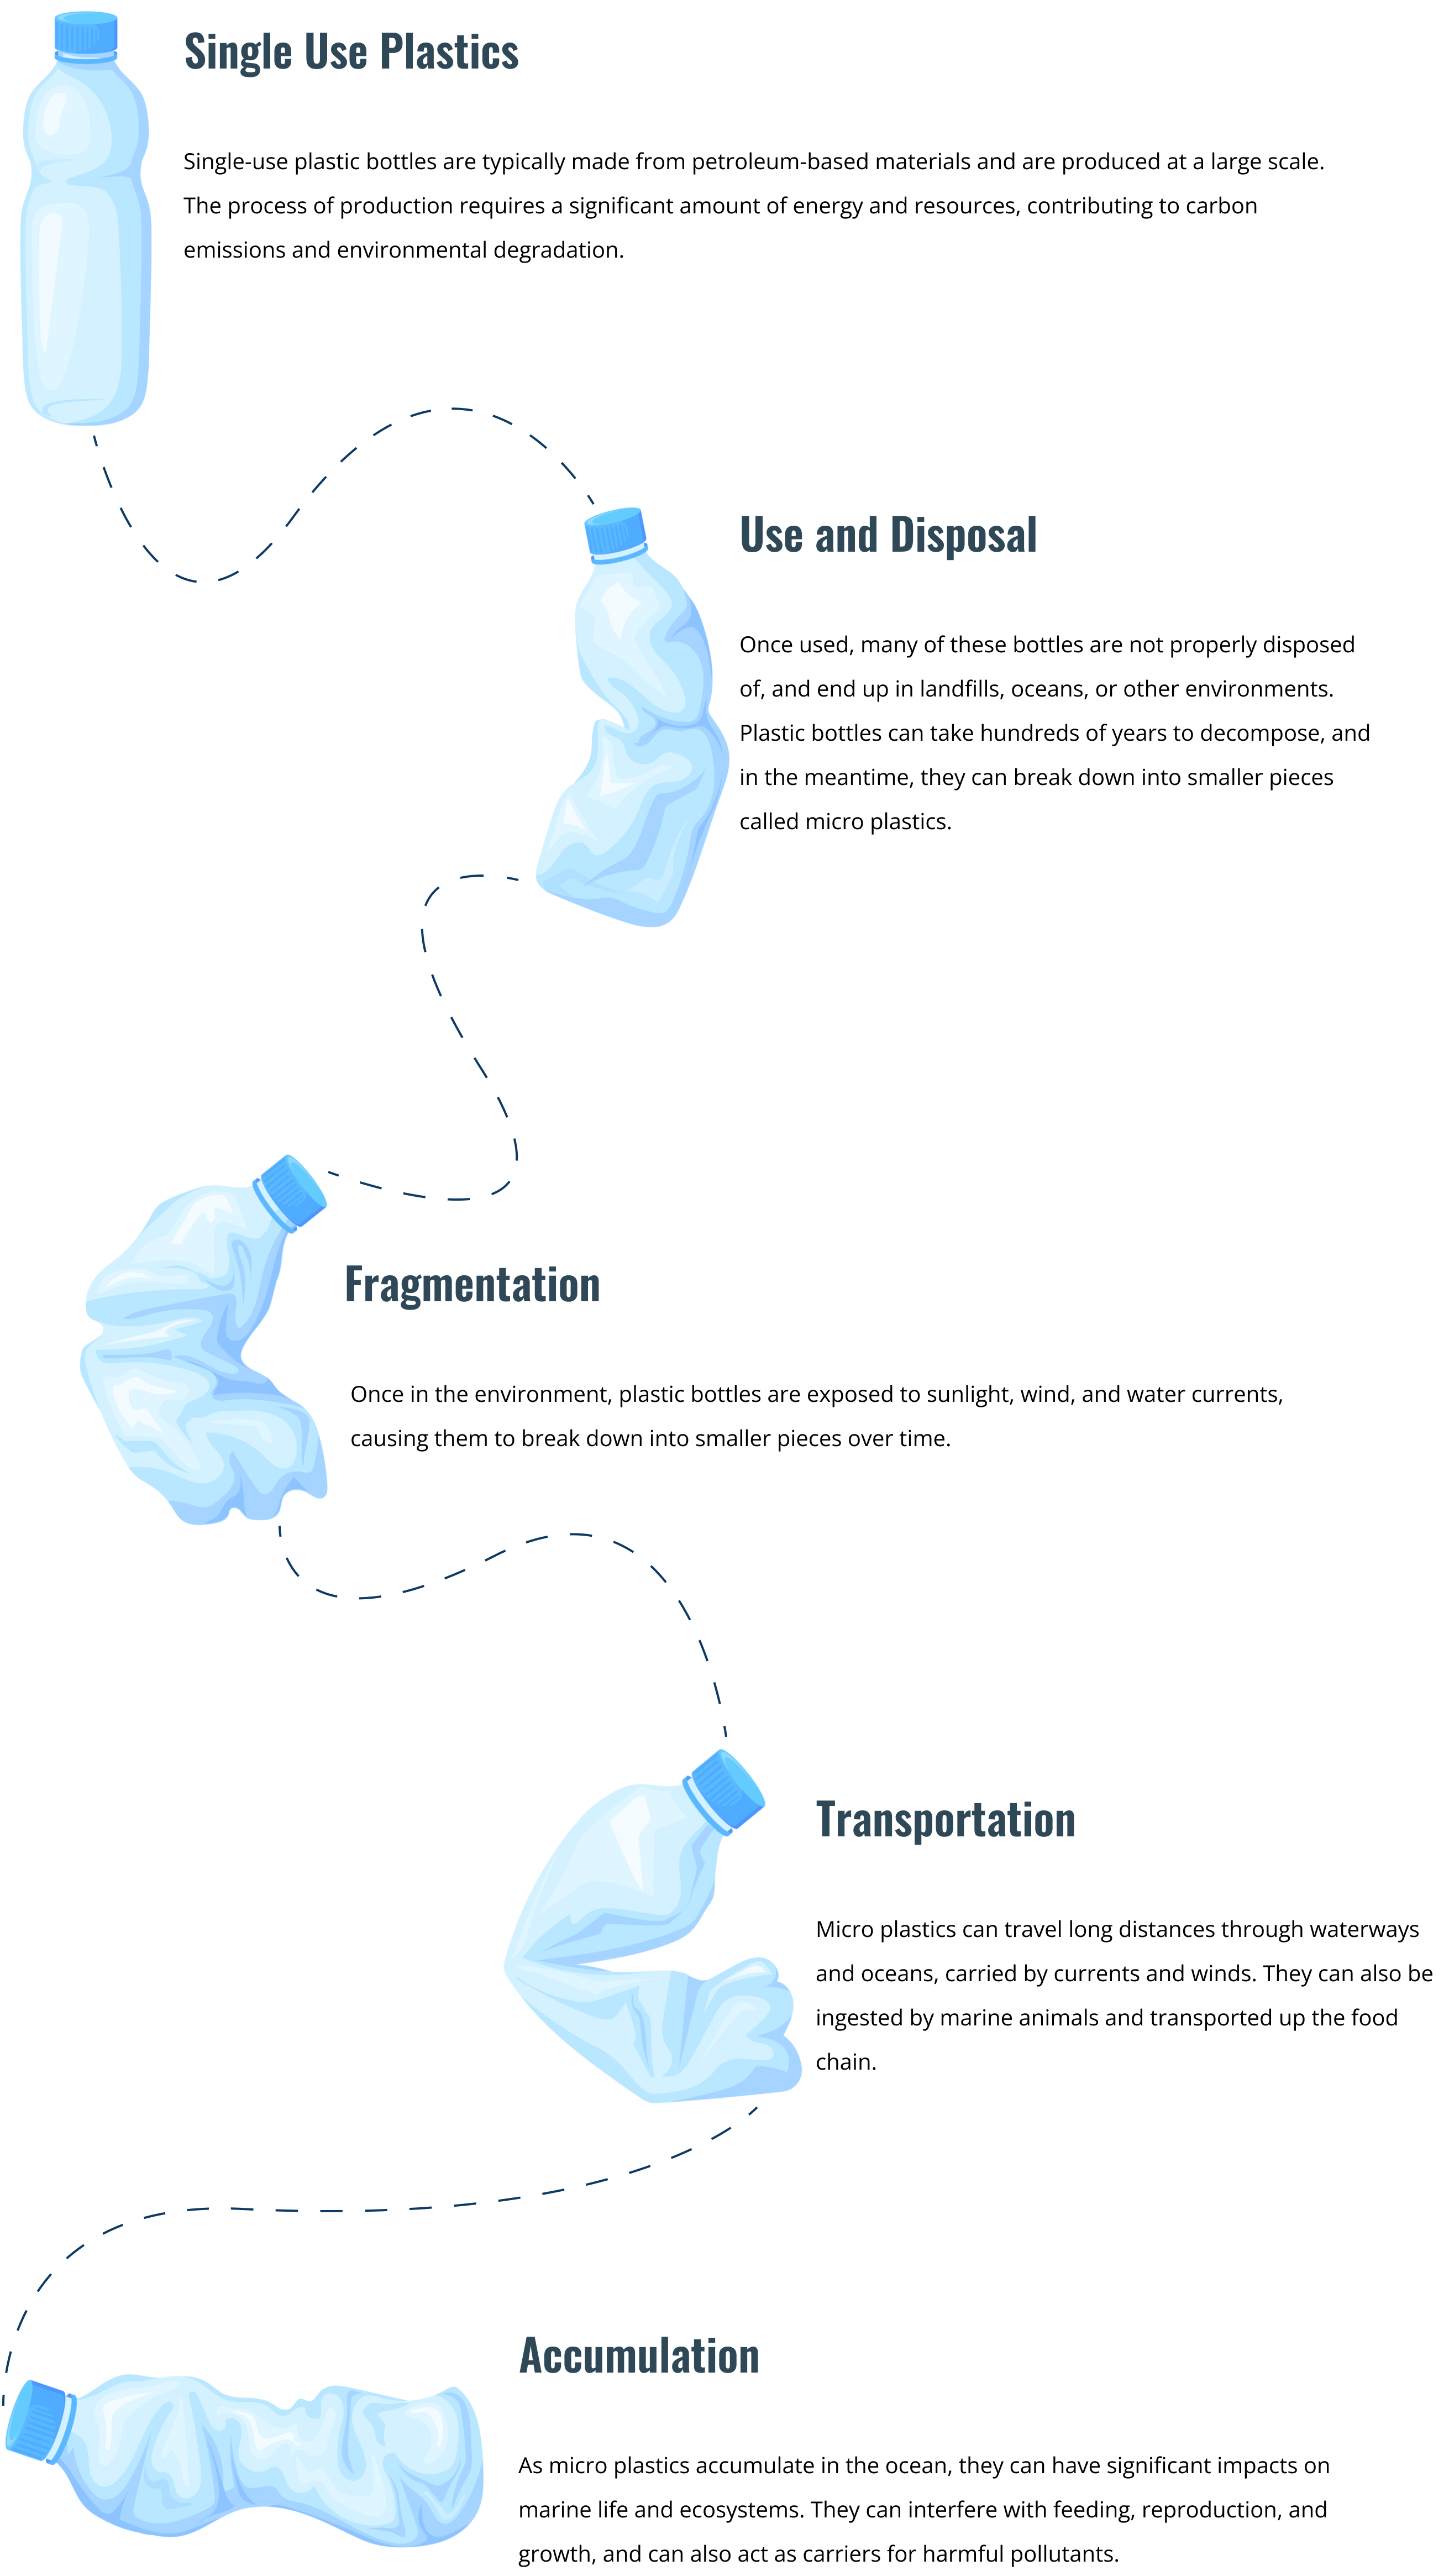 Single Use Plastics
Single-use plastic bottles are typically made from petroleum-based materials and are produced at a large scale.
The process of production requires a significant amount of energy and resources, contributing to carbon
emissions and environmental degradation.
Use and Disposal
Once used, many of these bottles are not properly disposed
of, and end up in landfills, oceans, or other environments.
Plastic bottles can take hundreds of years to decompose, and
in the meantime, they can break down into smaller pieces
called micro plastics.
Fragmentation
Once in the environment, plastic bottles are exposed to sunlight, wind, and water currents,
causing them to break down into smaller pieces over time.
Transportation
Micro plastics can travel long distances through waterways
and oceans, carried by currents and winds. They can also be
ingested by marine animals and transported up the food
chain.
Accumulation
As micro plastics accumulate in the ocean, they can have significant impacts on
marine life and ecosystems. They can interfere with feeding, reproduction, and
growth, and can also act as carriers for harmful pollutants.